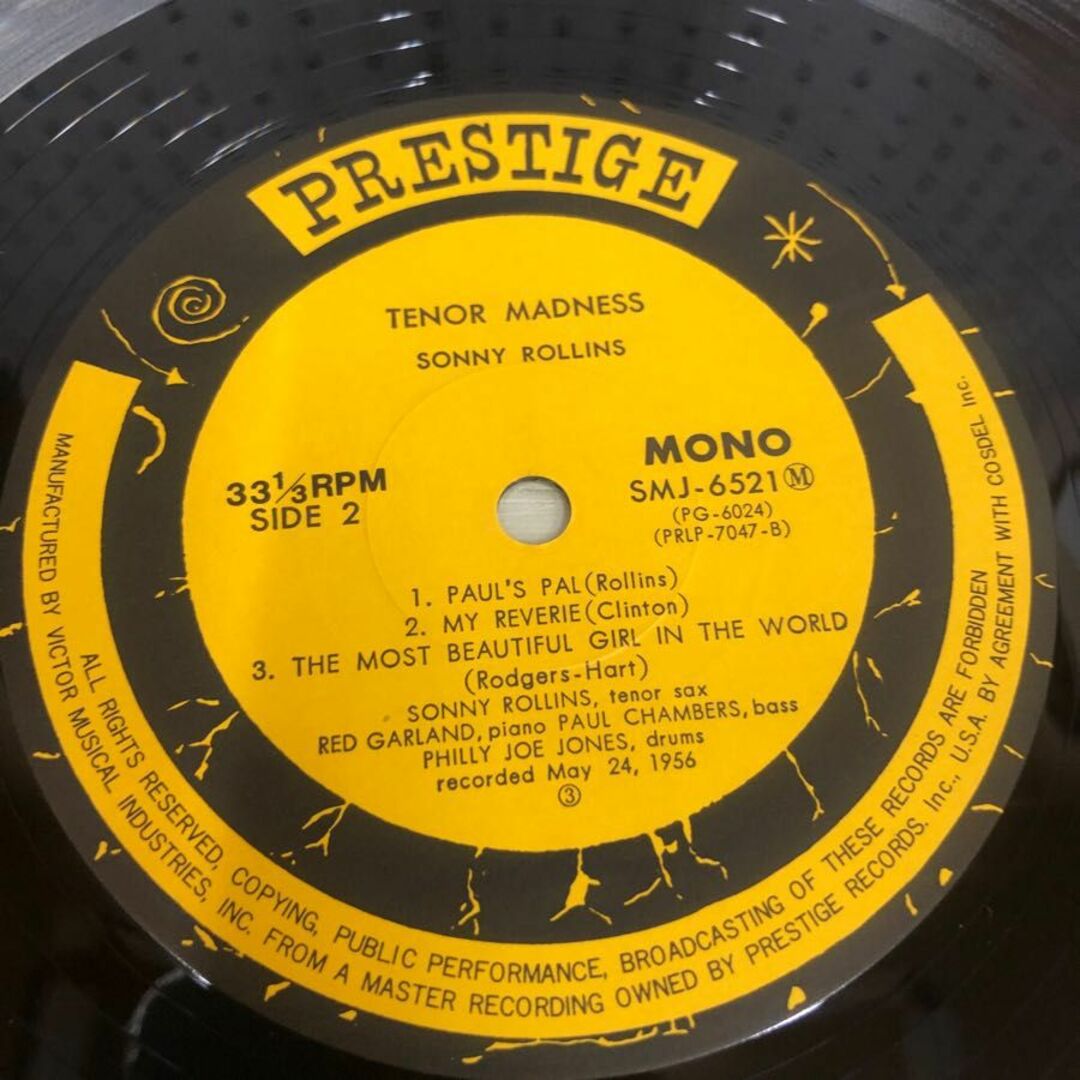 PRESTIGE
TENOR MADNESS
SONNY ROLLINS
33⅓RPM
SIDE 2
MONO
SMJ-6521 Ⓜ
(PG-6024)
(PRLP-7047-B)
1. PAUL'S PAL (Rollins)
2. MY REVERIE (Clinton)
3. THE MOST BEAUTIFUL GIRL IN THE WORLD
(Rodgers-Hart)
SONNY ROLLINS, tenor sax
RED GARLAND, piano PAUL CHAMBERS, bass
PHILLY JOE JONES, drums
recorded May 24, 1956
③
ALL RIGHTS RESERVED, COPYING, PUBLIC PERFORMANCE, BROADCASTING OF THESE RECORDS ARE FORBIDDEN
MANUFACTURED BY VICTOR MUSICAL INDUSTRIES, INC. FROM A MASTER RECORDING OWNED BY PRESTIGE RECORDS, Inc., U.S.A. BY AGREEMENT WITH COSDEL Inc.